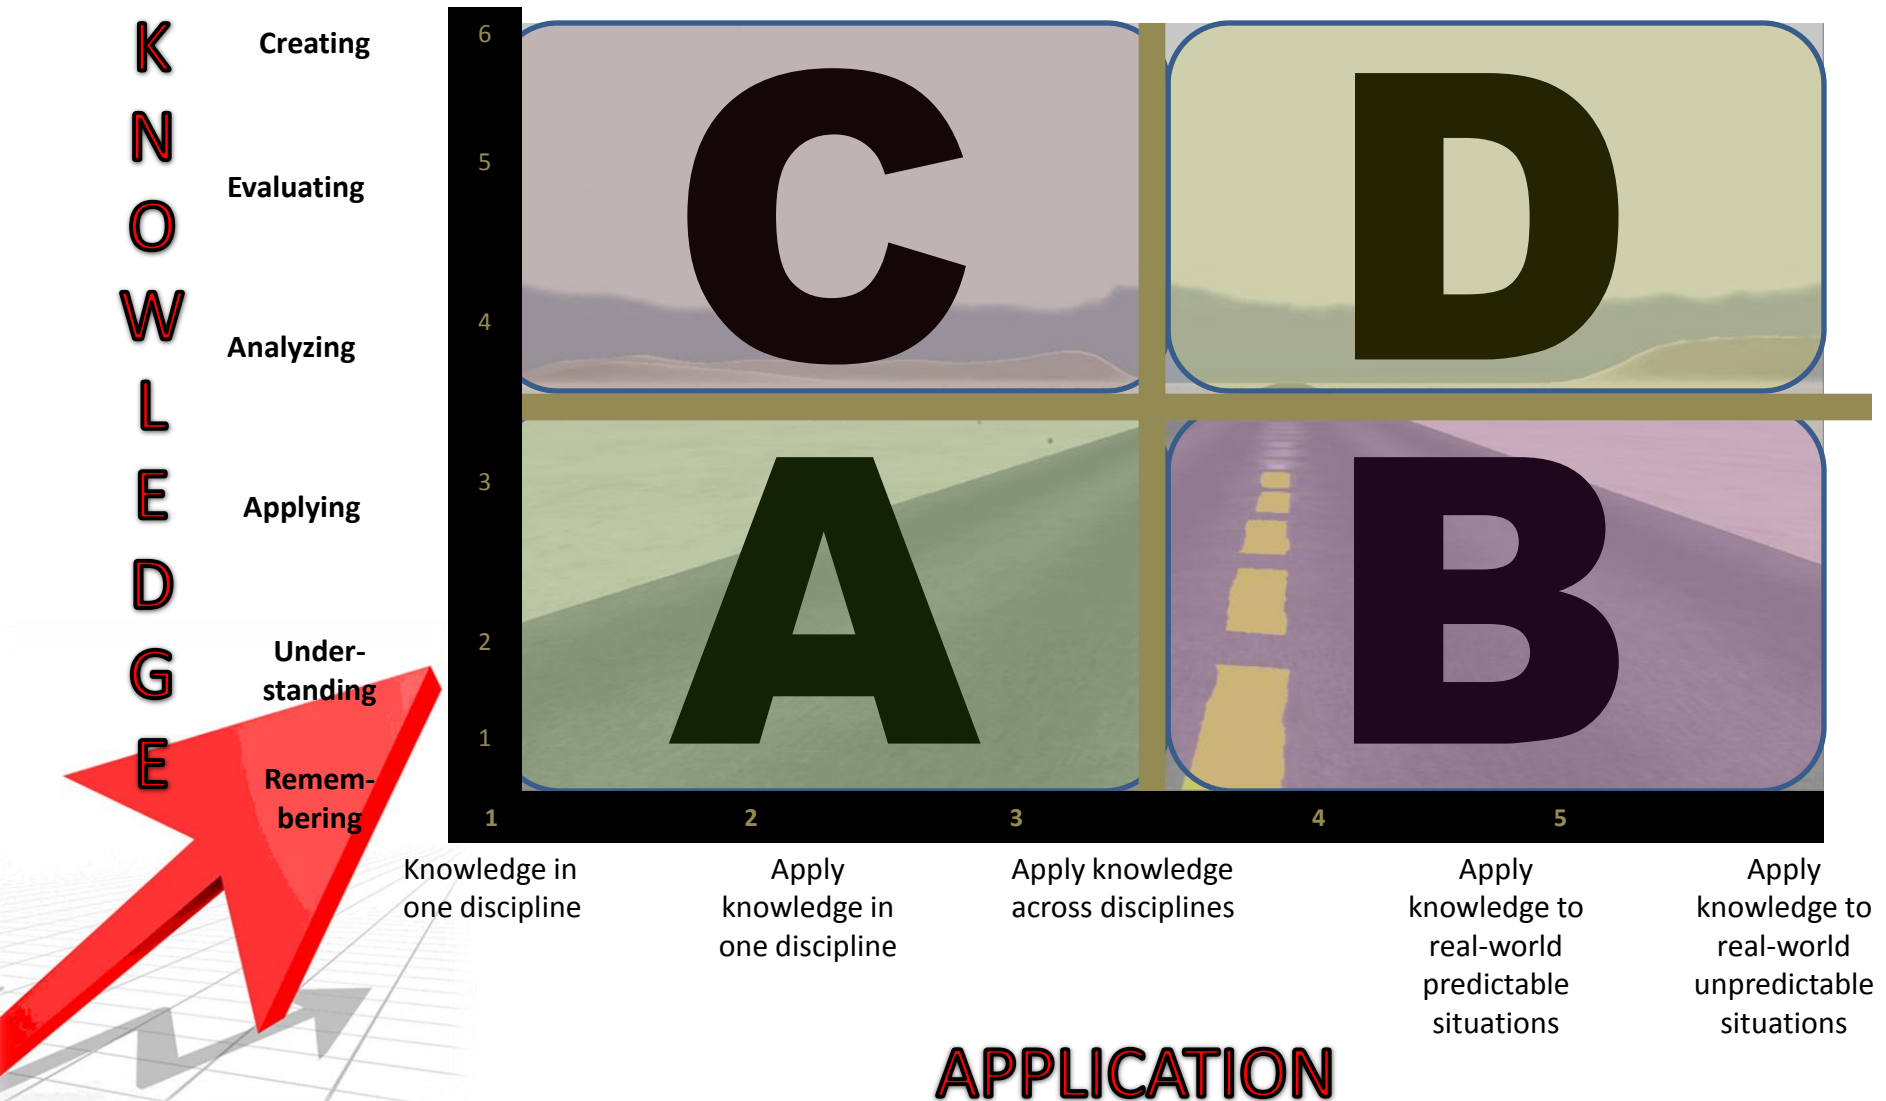 KNOWLEDGE
Creating
Evaluating
Analyzing
Applying
Under-
standing
Remem-
bering
6
5
4
3
2
1
C
D
A
B
1 2 3 4 5
Knowledge in
one discipline
Apply
knowledge in
one discipline
Apply knowledge
across disciplines
Apply
knowledge to
real-world
predictable
situations
Apply
knowledge to
real-world
unpredictable
situations
APPLICATION